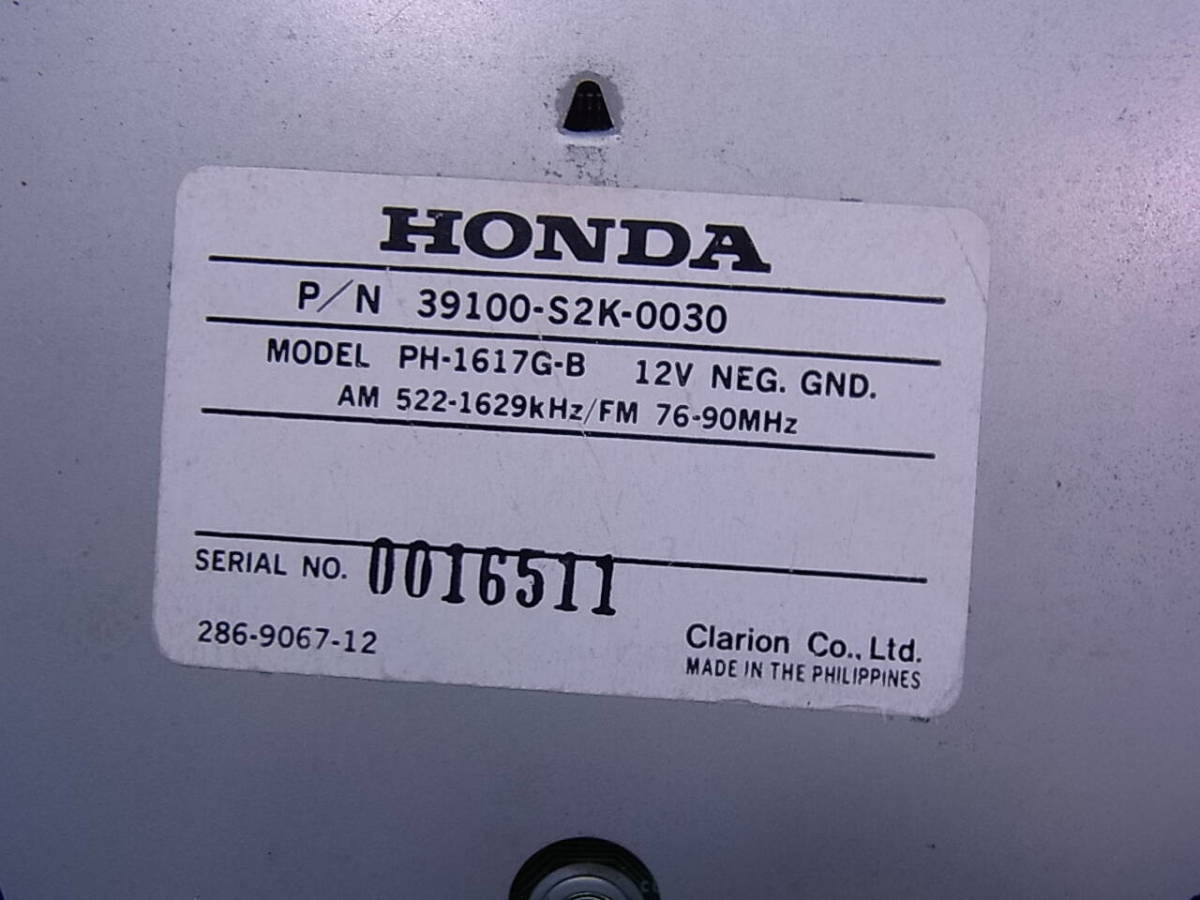 HONDA
P/N 39100-S2K-0030
MODEL PH-1617G-B 12V NEG. GND.
AM 522-1629kHz/FM 76-90MHz
SERIAL NO. 0016511
286-9067-12
Clarion Co., Ltd.
MADE IN THE PHILIPPINES